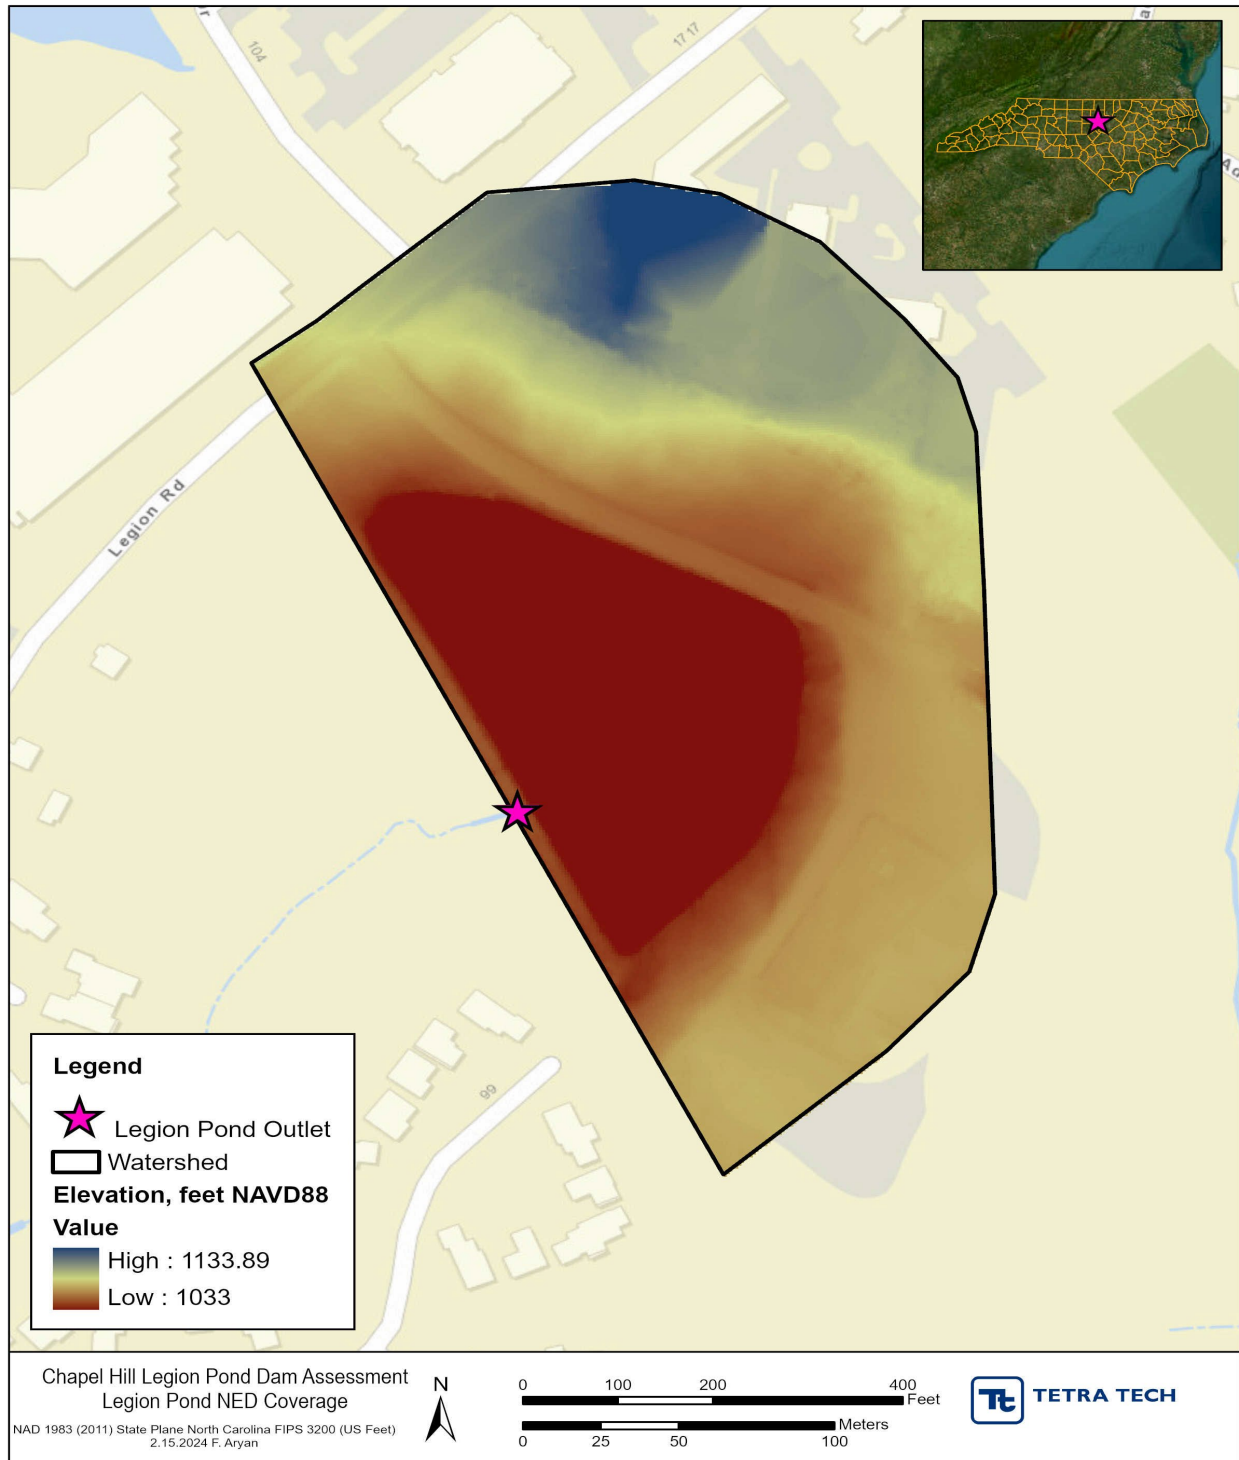 104
1717
Legion Rd
99
Legend
Legion Pond Outlet
Watershed
Elevation, feet NAVD88
Value
High : 1133.89
Low : 1033
Chapel Hill Legion Pond Dam Assessment
Legion Pond NED Coverage
NAD 1983 (2011) State Plane North Carolina FIPS 3200 (US Feet)
2.15.2024 F. Aryan
N
0 100 200 400
Feet
Meters
0 25 50 100
Tt TETRA TECH